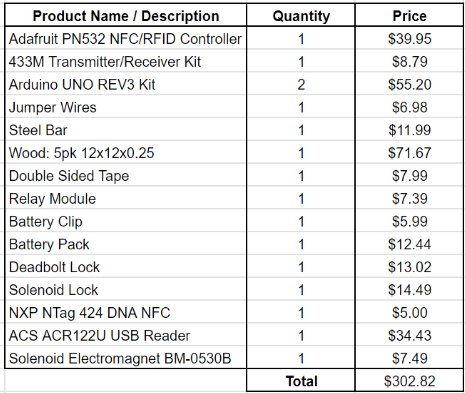 Product Name / Description Quantity Price
Adafruit PN532 NFC/RFID Controller 1 $39.95
433M Transmitter/Receiver Kit 1 $8.79
Arduino UNO REV3 Kit 2 $55.20
Jumper Wires 1 $6.98
Steel Bar 1 $11.99
Wood: 5pk 12x12x0.25 1 $71.67
Double Sided Tape 1 $7.99
Relay Module 1 $7.39
Battery Clip 1 $5.99
Battery Pack 1 $12.44
Deadbolt Lock 1 $13.02
Solenoid Lock 1 $14.49
NXP NTag 424 DNA NFC 1 $5.00
ACS ACR122U USB Reader 1 $34.43
Solenoid Electromagnet BM-0530B 1 $7.49
Total $302.82